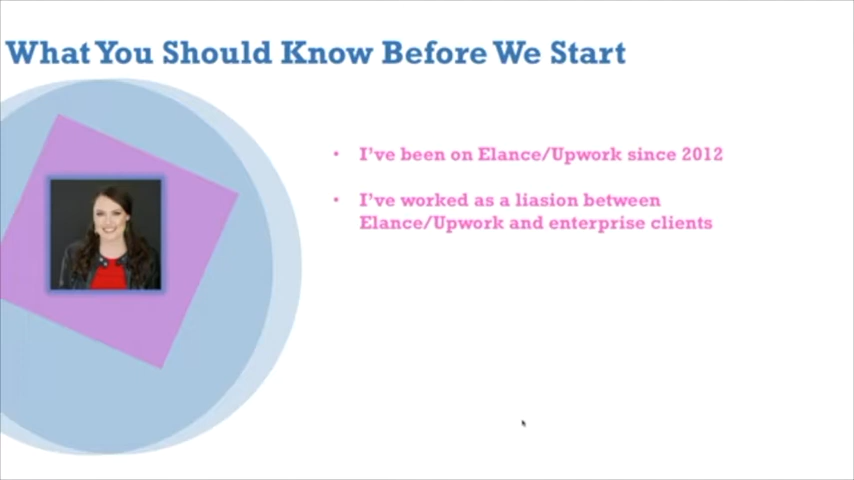 What You Should Know Before We Start
• I've been on Elance/Upwork since 2012
• I've worked as a liasion between
Elance/Upwork and enterprise clients